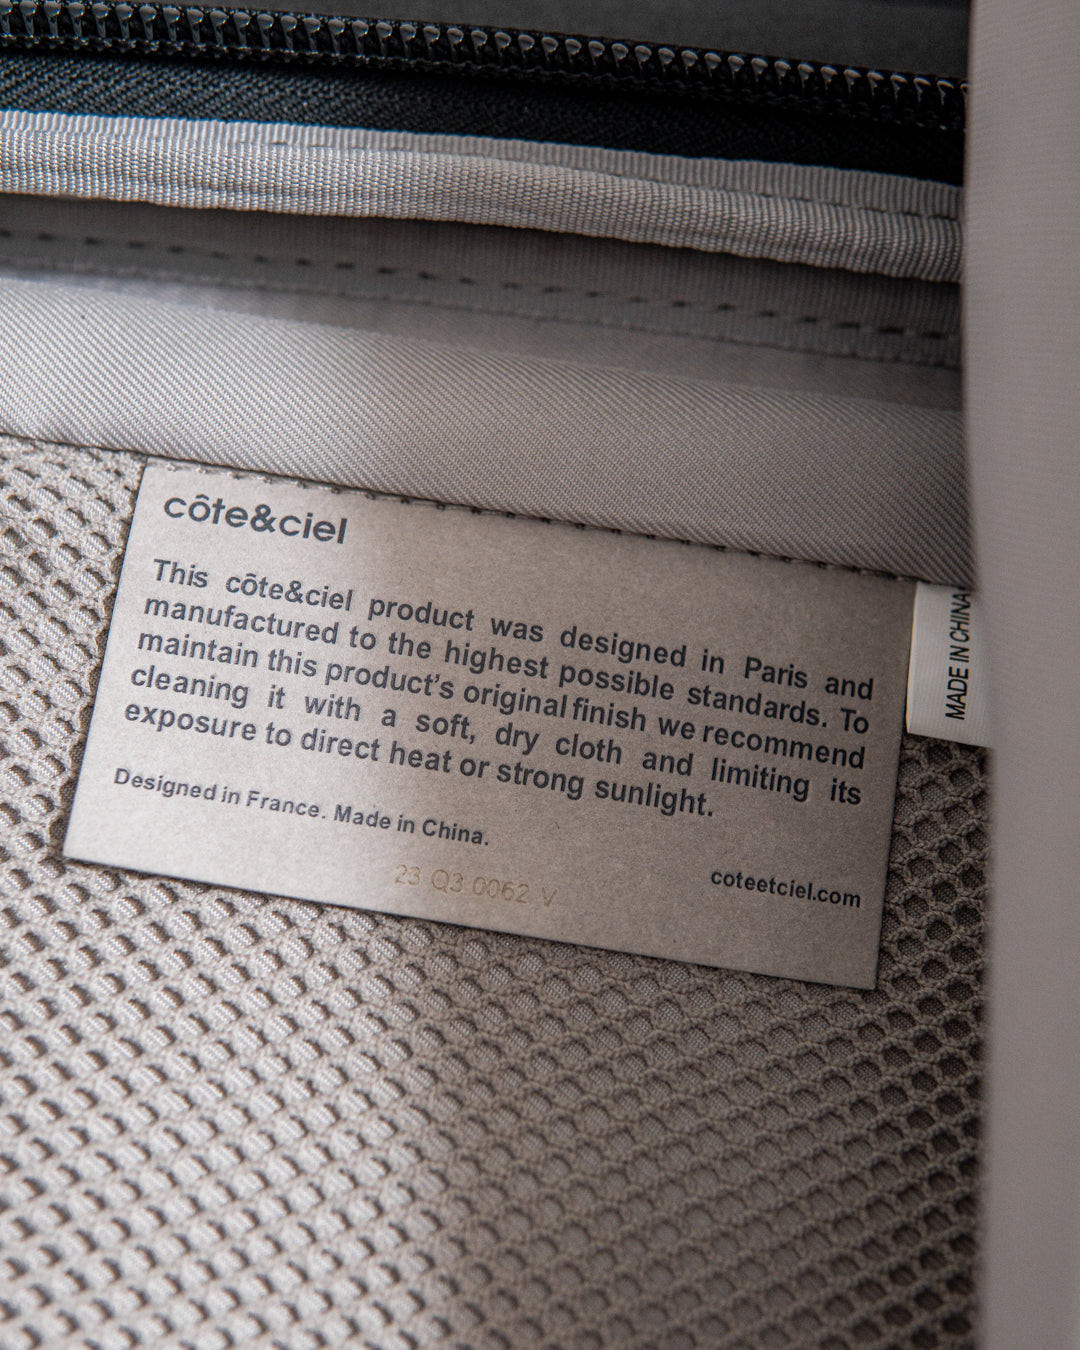 côte&ciel
This côte&ciel product was designed in Paris and
manufactured to the highest possible standards. To
maintain this product's original finish we recommend
cleaning it with a soft, dry cloth and limiting its
exposure to direct heat or strong sunlight.
Designed in France. Made in China.
23 Q3 0062 V
coteetciel.com
MADE IN CHINA